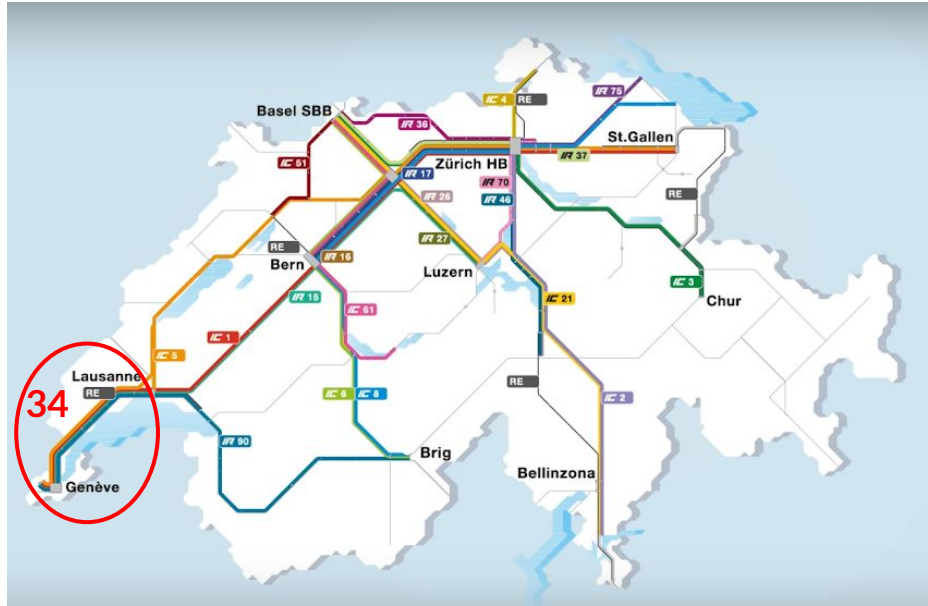 IR 75
IC 4 RE
Basel SBB
IR 36
St.Gallen
IR 37
Zürich HB
IC 51
IR 17
IR 70
RE
IR 26
IR 46
IR 27
RE
IR 16
Bern
Luzern
IC 3
Chur
IR 15
IC 61
IC 21
IC 1
IC 5
Lausanne
RE
RE
34
IC 6 IC 8
IC 2
IR 90
Brig
Bellinzona
Genève